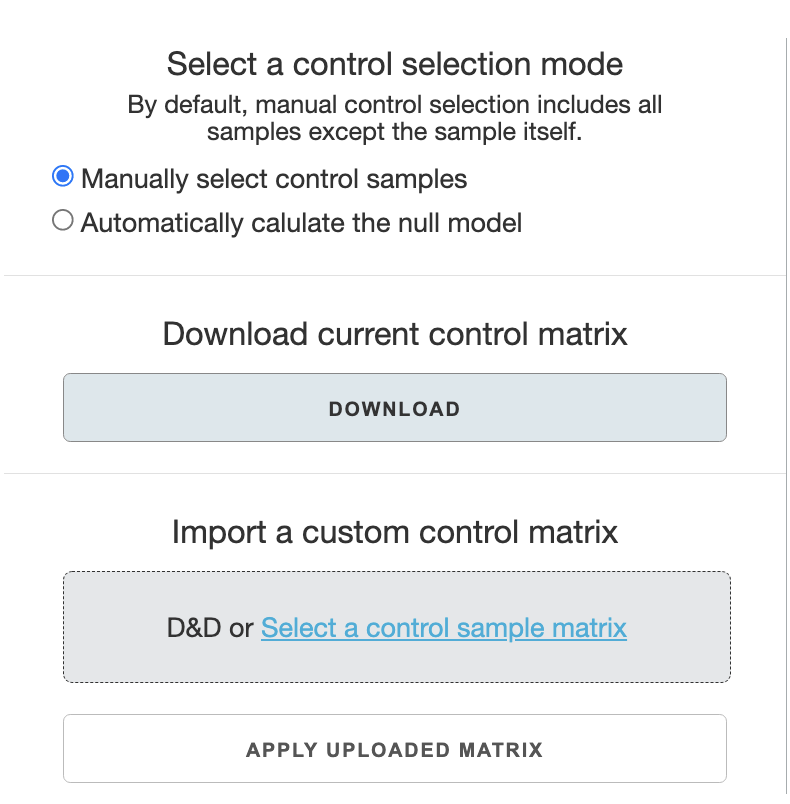 Select a control selection mode
By default, manual control selection includes all
samples except the sample itself.
Manually select control samples
Automatically calulate the null model
Download current control matrix
DOWNLOAD
Import a custom control matrix
D&D or Select a control sample matrix
APPLY UPLOADED MATRIX